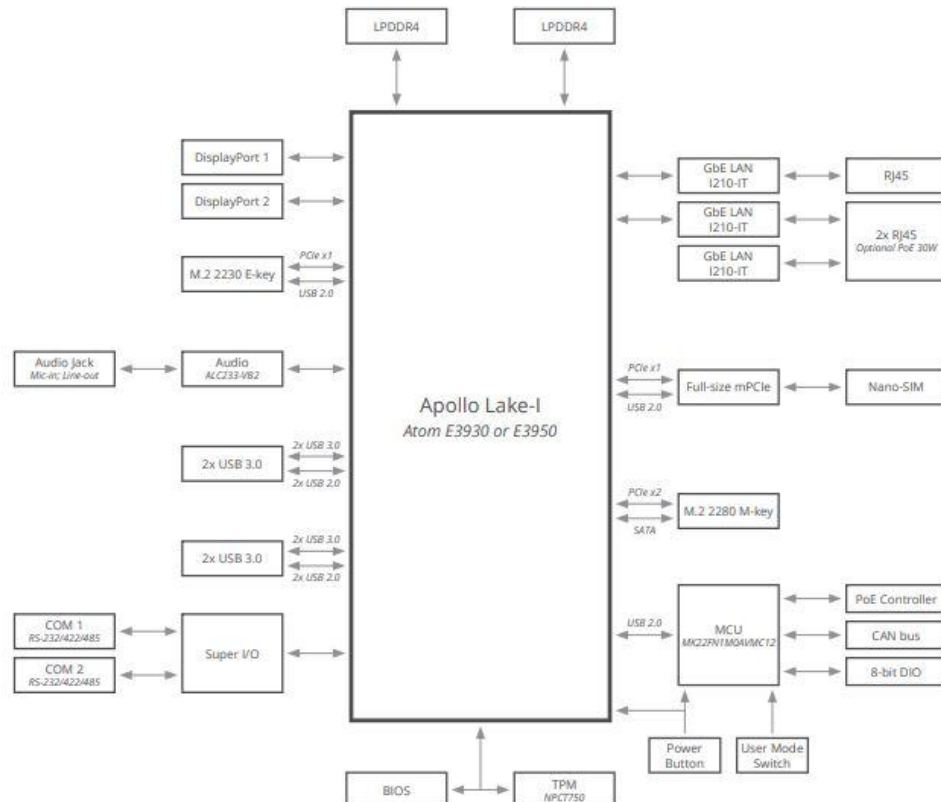 LPDDR4
LPDDR4
DisplayPort 1
DisplayPort 2
M.2 2230 E-key
PCIe x1
USB 2.0
Audio Jack
Mic-in; Line-out
Audio
ALC233-VB2
2x USB 3.0
2x USB 3.0
2x USB 2.0
2x USB 3.0
2x USB 3.0
2x USB 2.0
COM 1
RS-232/422/485
COM 2
RS-232/422/485
Super I/O
Apollo Lake-I
Atom E3930 or E3950
GbE LAN
I210-IT
RJ45
GbE LAN
I210-IT
GbE LAN
I210-IT
2x RJ45
Optional PoE 30W
PCIe x1
USB 2.0
Full-size mPCIe
Nano-SIM
PCIe x2
SATA
M.2 2280 M-key
USB 2.0
MCU
MK22FN1M0AVMC12
PoE Controller
CAN bus
8-bit DIO
Power
Button
User Mode
Switch
BIOS
TPM
NPCT750